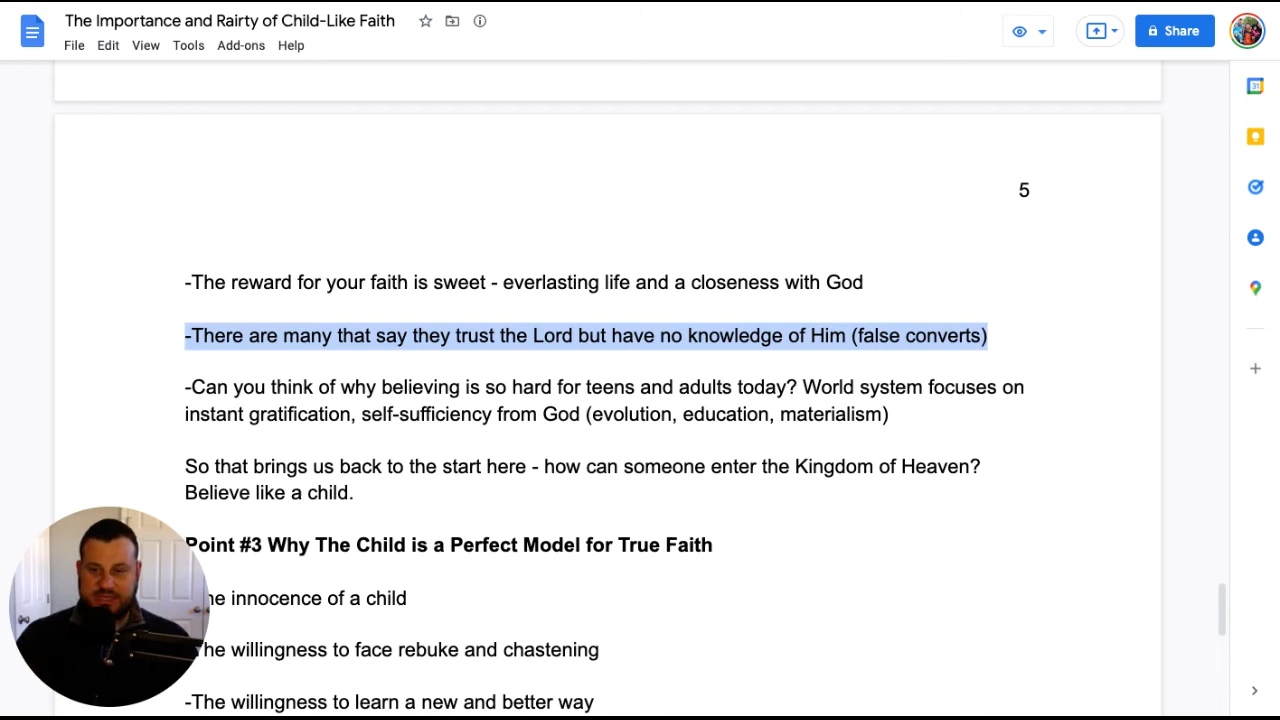 The Importance and Rairty of Child-Like Faith
File Edit View Tools Add-ons Help
Share
31
5
-The reward for your faith is sweet - everlasting life and a closeness with God
-There are many that say they trust the Lord but have no knowledge of Him (false converts)
-Can you think of why believing is so hard for teens and adults today? World system focuses on
instant gratification, self-sufficiency from God (evolution, education, materialism)
So that brings us back to the start here - how can someone enter the Kingdom of Heaven?
Believe like a child.
Point #3 Why The Child is a Perfect Model for True Faith
he innocence of a child
The willingness to face rebuke and chastening
-The willingness to learn a new and better way